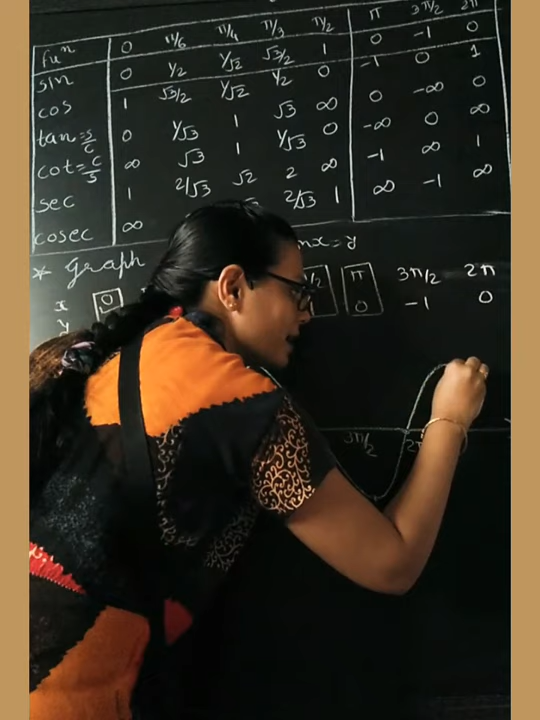 fuⁿ 0 π/6 π/4 π/3 π/2 π 3π/2 2π
sin 0 1/2 1/√2 √3/2 1 0 -1 0
cos 1 √3/2 1/√2 1/2 0 -1 0 1
tan=s/c 0 1/√3 1 √3 ∞ 0 -∞ 0
cot=c/s ∞ √3 1 1/√3 0 -∞ 0 ∞
sec 1 2/√3 √2 2 ∞ -1 ∞ 1
cosec ∞ 2/√3 1 ∞ -1 ∞
* Graph
x 0 π 3π/2 2π
y 0 -1 0
3π/2